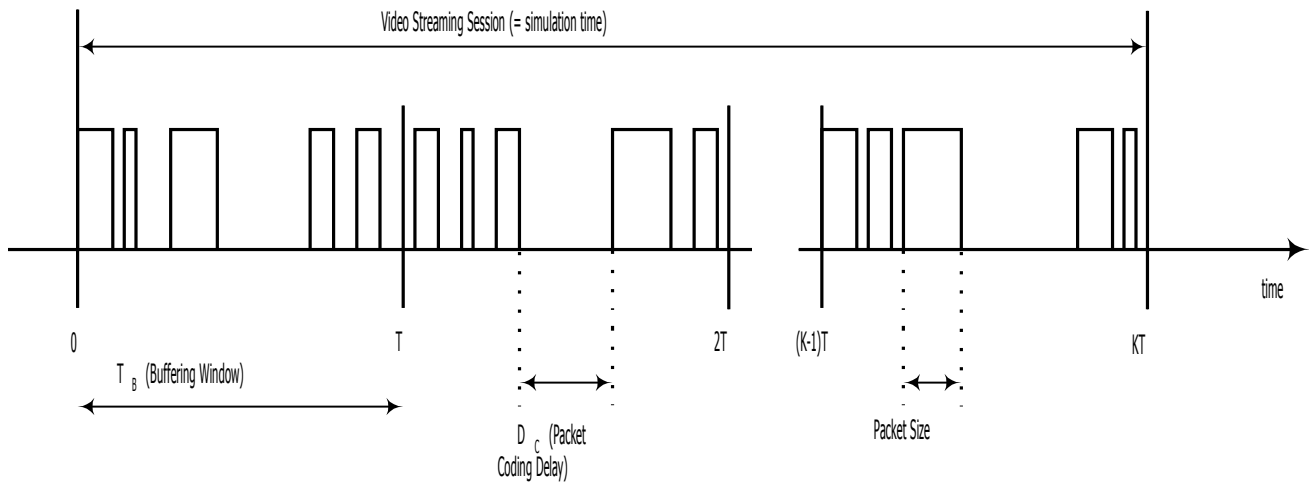 Video Streaming Session (= simulation time)
time
0
T
2T
(K-1)T
KT
T B (Buffering Window)
D C (Packet
Coding Delay)
Packet Size